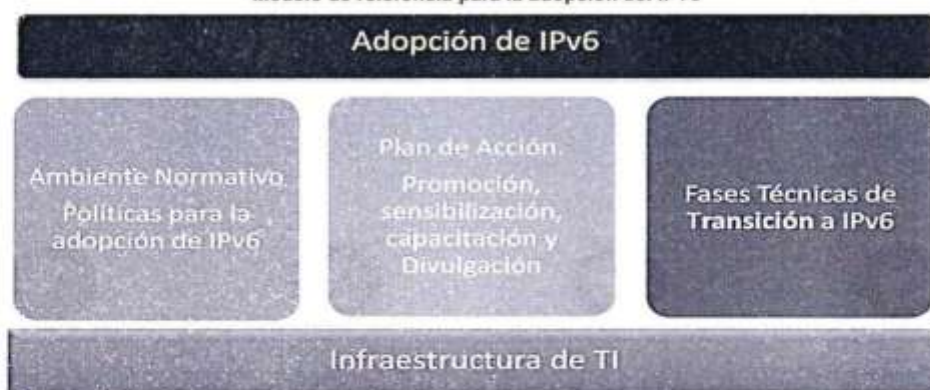 Adopción de IPv6
Ambiente Normativo
Políticas para la
adopción de IPv6
Plan de Acción.
Promoción,
sensibilización,
capacitación y
Divulgación
Fases Técnicas de
Transición a IPv6
Infraestructura de TI